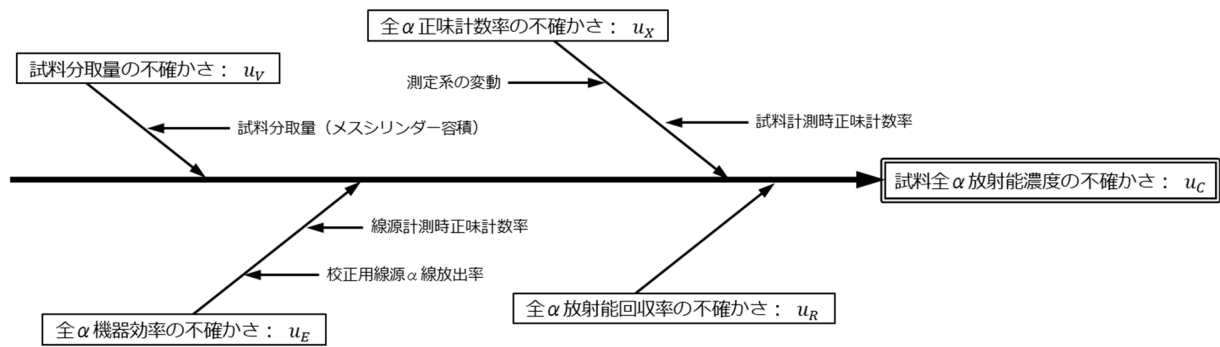 全α正味計数率の不確かさ： uX
試料分取量の不確かさ： uV
測定系の変動
試料分取量（メスシリンダー容積）
試料計測時正味計数率
試料全α放射能濃度の不確かさ： uC
線源計測時正味計数率
校正用線源α線放出率
全α放射能回収率の不確かさ： uR
全α機器効率の不確かさ： uE